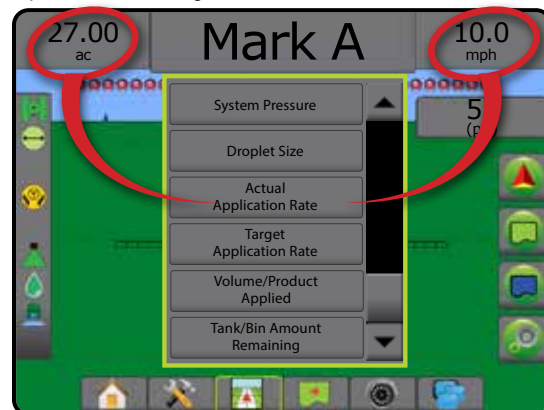 27.00
ac
Mark A
10.0
mph
5
System Pressure
Droplet Size
Actual
Application Rate
Target
Application Rate
Volume/Product
Applied
Tank/Bin Amount
Remaining